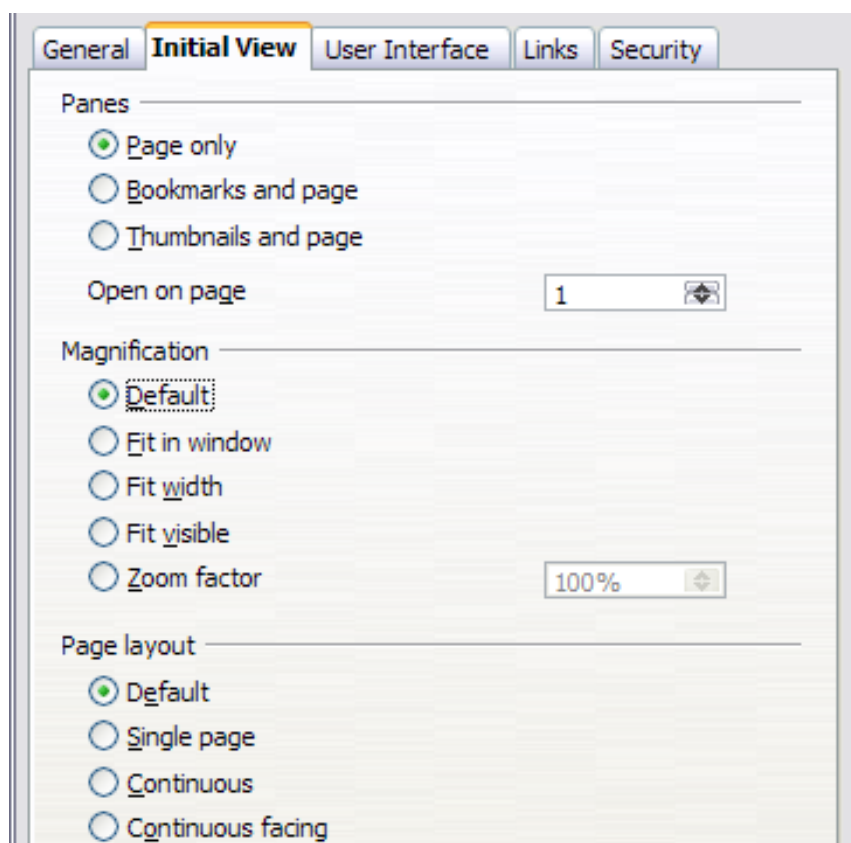 General Initial View User Interface Links Security
Panes
Page only
Bookmarks and page
Thumbnails and page
Open on page 1
Magnification
Default
Fit in window
Fit width
Fit visible
Zoom factor 100%
Page layout
Default
Single page
Continuous
Continuous facing